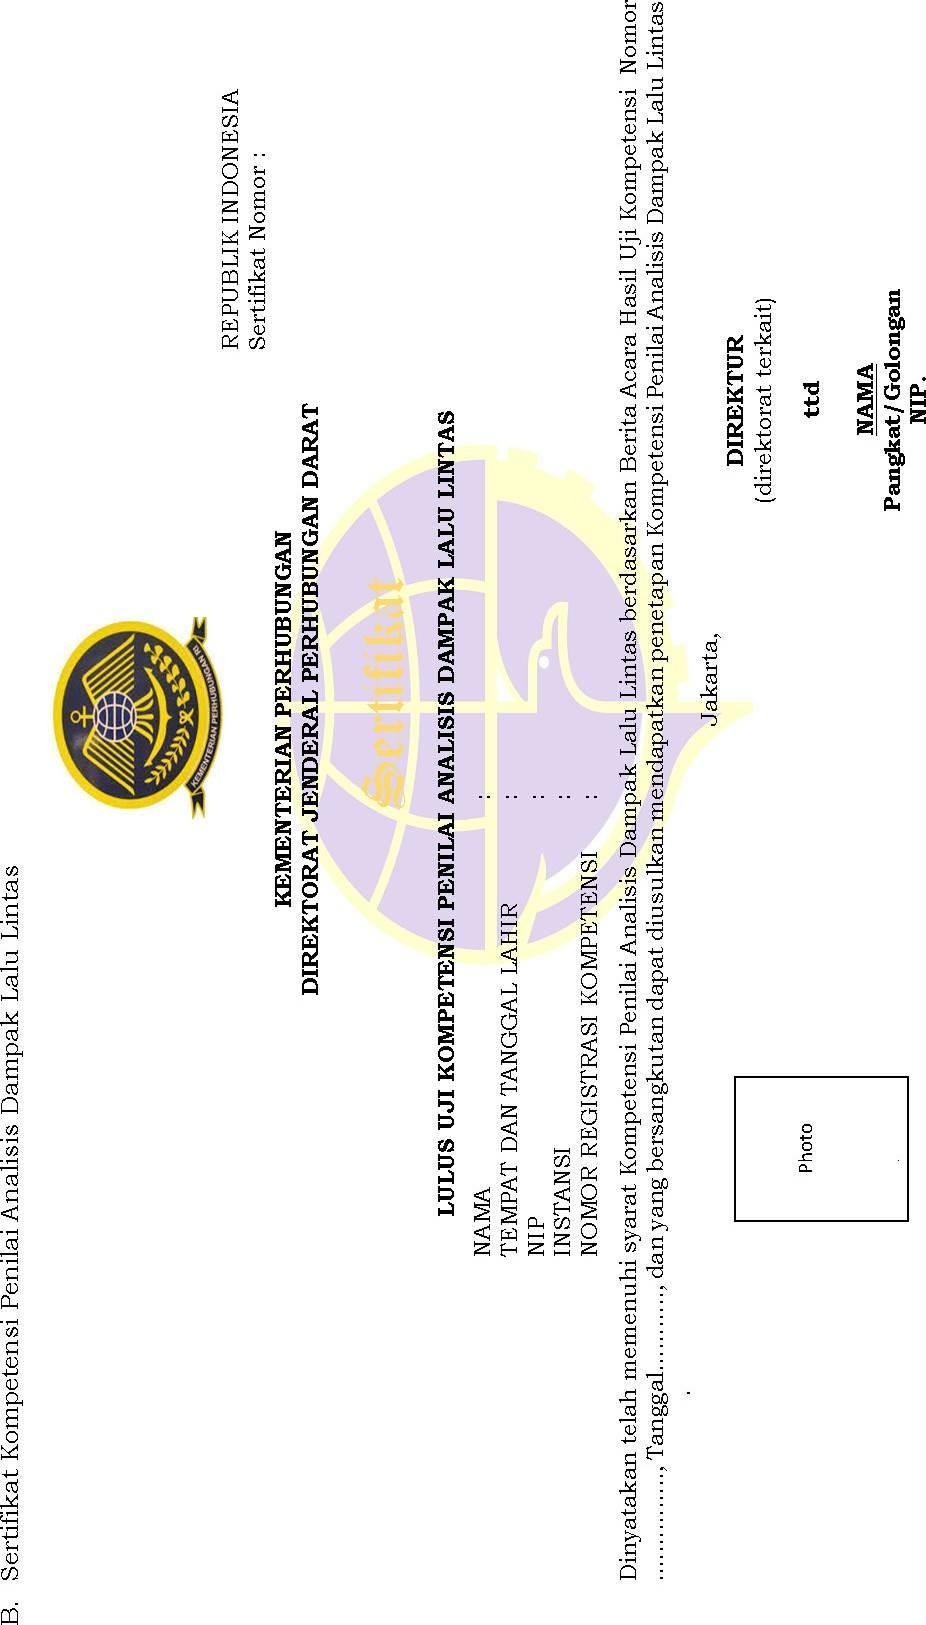 B. Sertifikat Kompetensi Penilai Analisis Dampak Lalu Lintas
KEMENTERIAN PERHUBUNGAN RI
REPUBLIK INDONESIA
Sertifikat Nomor :
KEMENTERIAN PERHUBUNGAN
DIREKTORAT JENDERAL PERHUBUNGAN DARAT
Sertifikat
LULUS UJI KOMPETENSI PENILAI ANALISIS DAMPAK LALU LINTAS
NAMA :
TEMPAT DAN TANGGAL LAHIR :
NIP :
INSTANSI :
NOMOR REGISTRASI KOMPETENSI :
Dinyatakan telah memenuhi syarat Kompetensi Penilai Analisis Dampak Lalu Lintas berdasarkan Berita Acara Hasil Uji Kompetensi Nomor
................, Tanggal............, dan yang bersangkutan dapat diusulkan mendapatkan penetapan Kompetensi Penilai Analisis Dampak Lalu Lintas
.
Jakarta,
DIREKTUR
(direktorat terkait)
Photo
ttd
NAMA
Pangkat/Golongan
NIP.